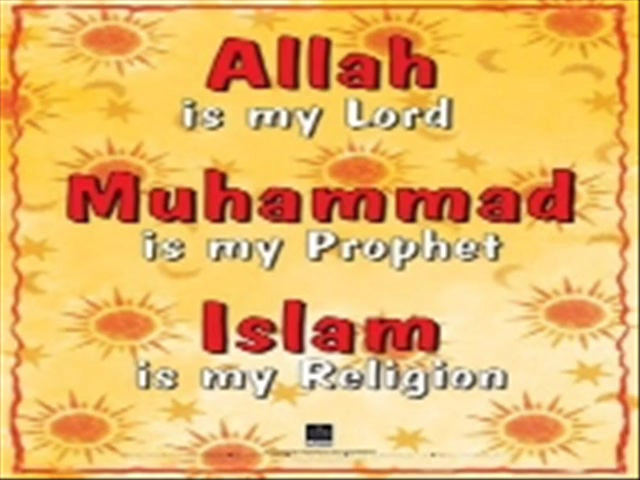 Allah
is my Lord
Muhammad
is my Prophet
Islam
is my Religion